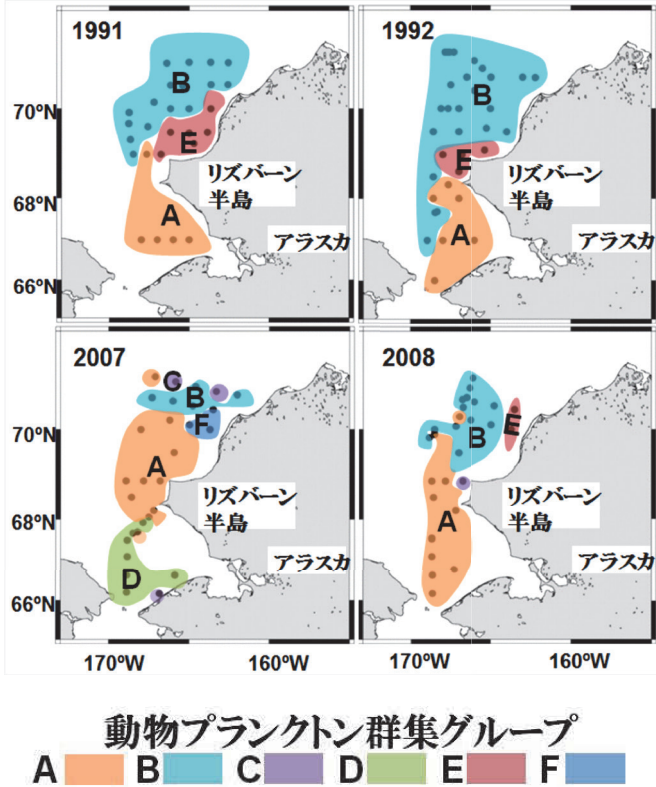 1991
1992
70ºN
B
B
E
E
リズバーン
半島
リズバーン
半島
68ºN
A
A
アラスカ
アラスカ
66ºN
2007
2008
C
B
F
E
B
70ºN
A
リズバーン
半島
リズバーン
半島
A
68ºN
アラスカ
アラスカ
D
66ºN
170ºW
160ºW
170ºW
160ºW
動物プランクトン群集グループ
A B C D E F